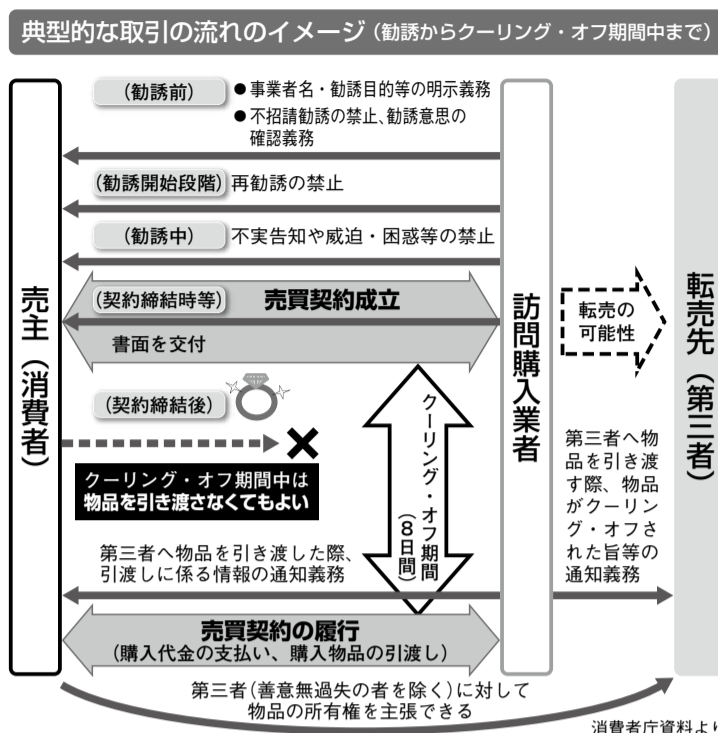 典型的な取引の流れのイメージ（勧誘からクーリング・オフ期間中まで）
売主（消費者）
（勧誘前）
●事業者名・勧誘目的等の明示義務
●不招請勧誘の禁止、勧誘意思の
確認義務
（勧誘開始段階）再勧誘の禁止
（勧誘中）不実告知や威迫・困惑等の禁止
（契約締結時等）売買契約成立
書面を交付
（契約締結後）
クーリング・オフ期間中は
物品を引き渡さなくてもよい
クーリング・オフ期間
（8日間）
第三者へ物品を引き渡した際、
引渡しに係る情報の通知義務
売買契約の履行
（購入代金の支払い、購入物品の引渡し）
訪問購入業者
転売の
可能性
第三者へ物
品を引き渡
す際、物品
がクーリン
グ・オフさ
れた旨等の
通知義務
転売先（第三者）
第三者（善意無過失の者を除く）に対して
物品の所有権を主張できる
消費者庁資料より